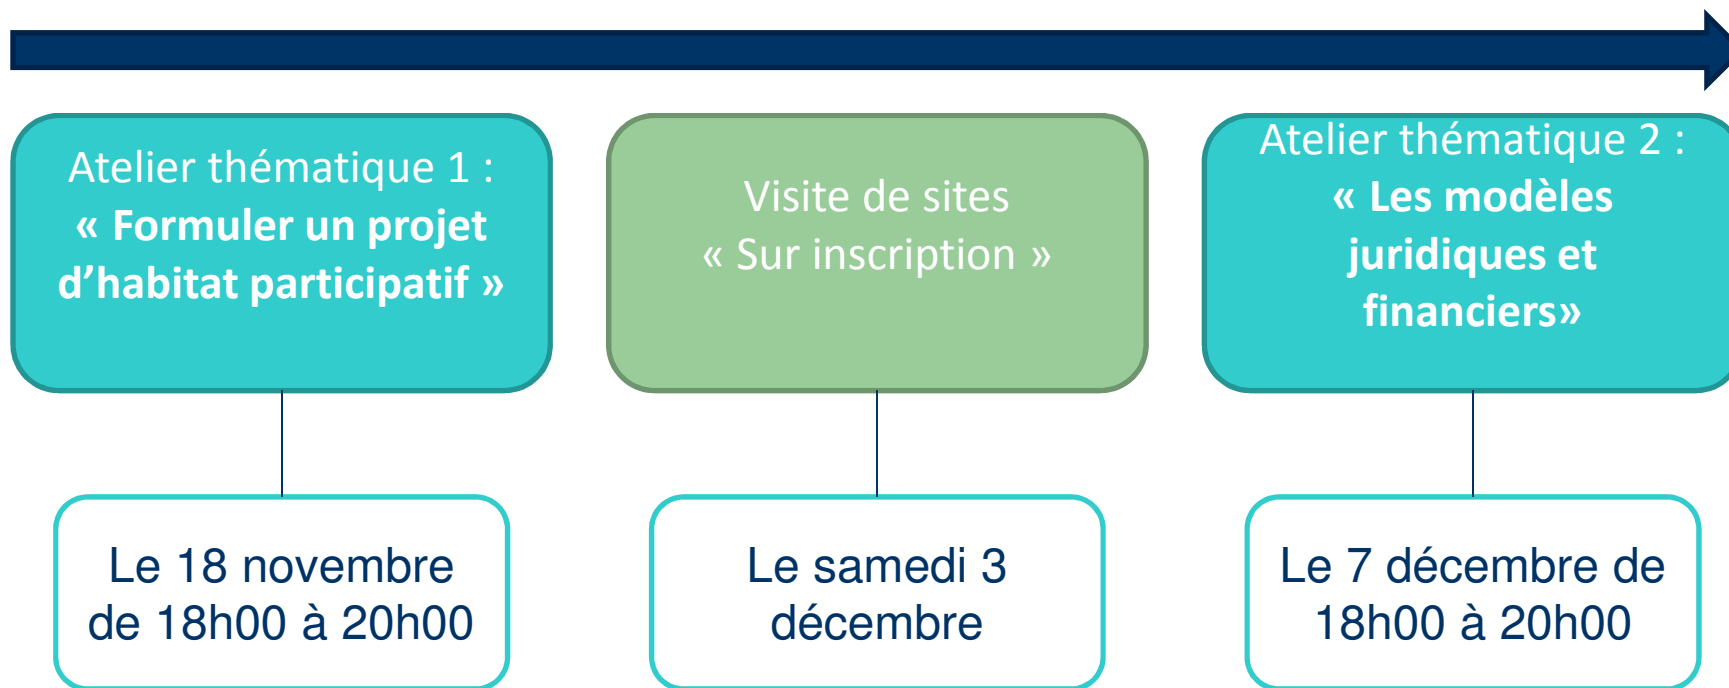 Atelier thématique 1 :
« Formuler un projet
d’habitat participatif »
Visite de sites
« Sur inscription »
Atelier thématique 2 :
« Les modèles
juridiques et
financiers»
Le 18 novembre
de 18h00 à 20h00
Le samedi 3
décembre
Le 7 décembre de
18h00 à 20h00